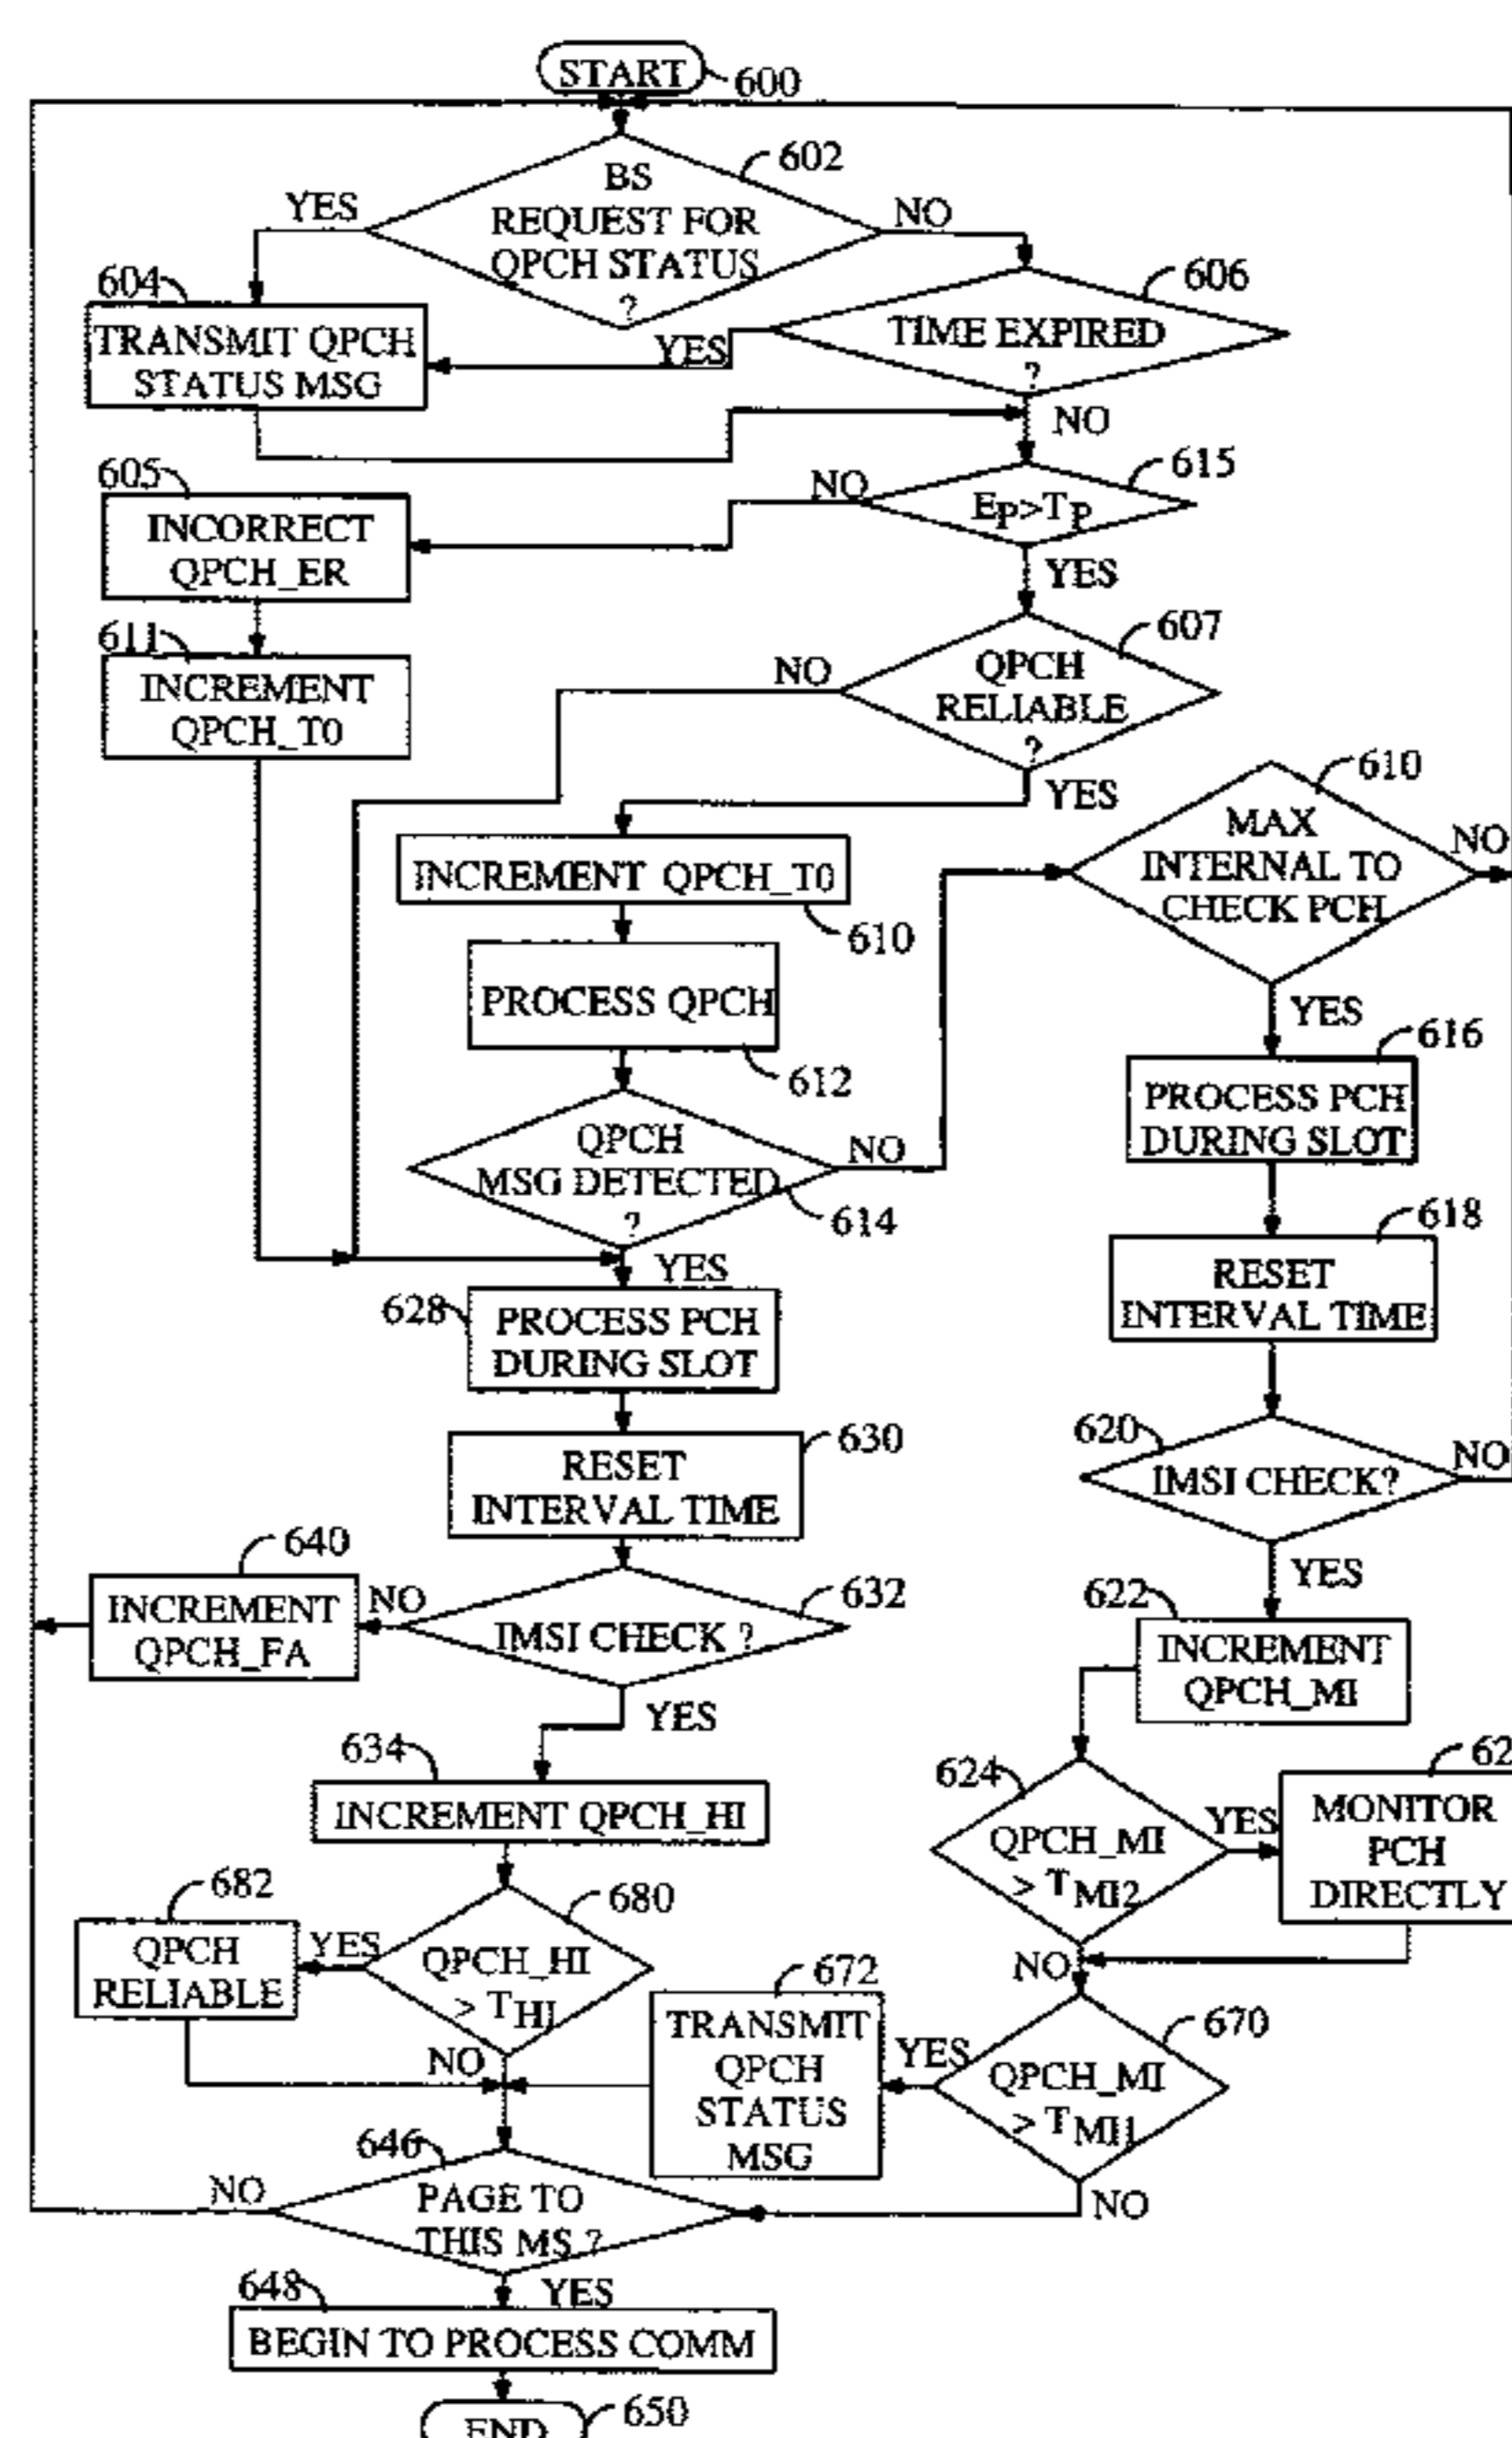 START
600
BS
REQUEST FOR
QPCH STATUS
?
602
YES
NO
604
TRANSMIT QPCH
STATUS MSG
606
TIME EXPIRED
?
YES
NO
605
INCORRECT
QPCH_ER
615
EP>TP
NO
YES
611
INCREMENT
QPCH_T0
607
QPCH
RELIABLE
?
NO
YES
INCREMENT QPCH_T0
610
610
MAX
INTERNAL TO
CHECK PCH
NO
YES
PROCESS QPCH
612
QPCH
MSG DETECTED
?
614
NO
YES
616
PROCESS PCH
DURING SLOT
618
RESET
INTERVAL TIME
628
PROCESS PCH
DURING SLOT
630
RESET
INTERVAL TIME
620
IMSI CHECK?
NO
YES
640
INCREMENT
QPCH_FA
NO
632
IMSI CHECK ?
YES
622
INCREMENT
QPCH_MI
634
INCREMENT QPCH_HI
624
QPCH_MI
> TMI2
YES
NO
62
MONITOR
PCH
DIRECTLY
682
QPCH
RELIABLE
YES
680
QPCH_HI
> THI
NO
672
TRANSMIT
QPCH
STATUS
MSG
YES
670
QPCH_MI
> TMI1
NO
646
PAGE TO
THIS MS ?
NO
YES
648
BEGIN TO PROCESS COMM
END
650